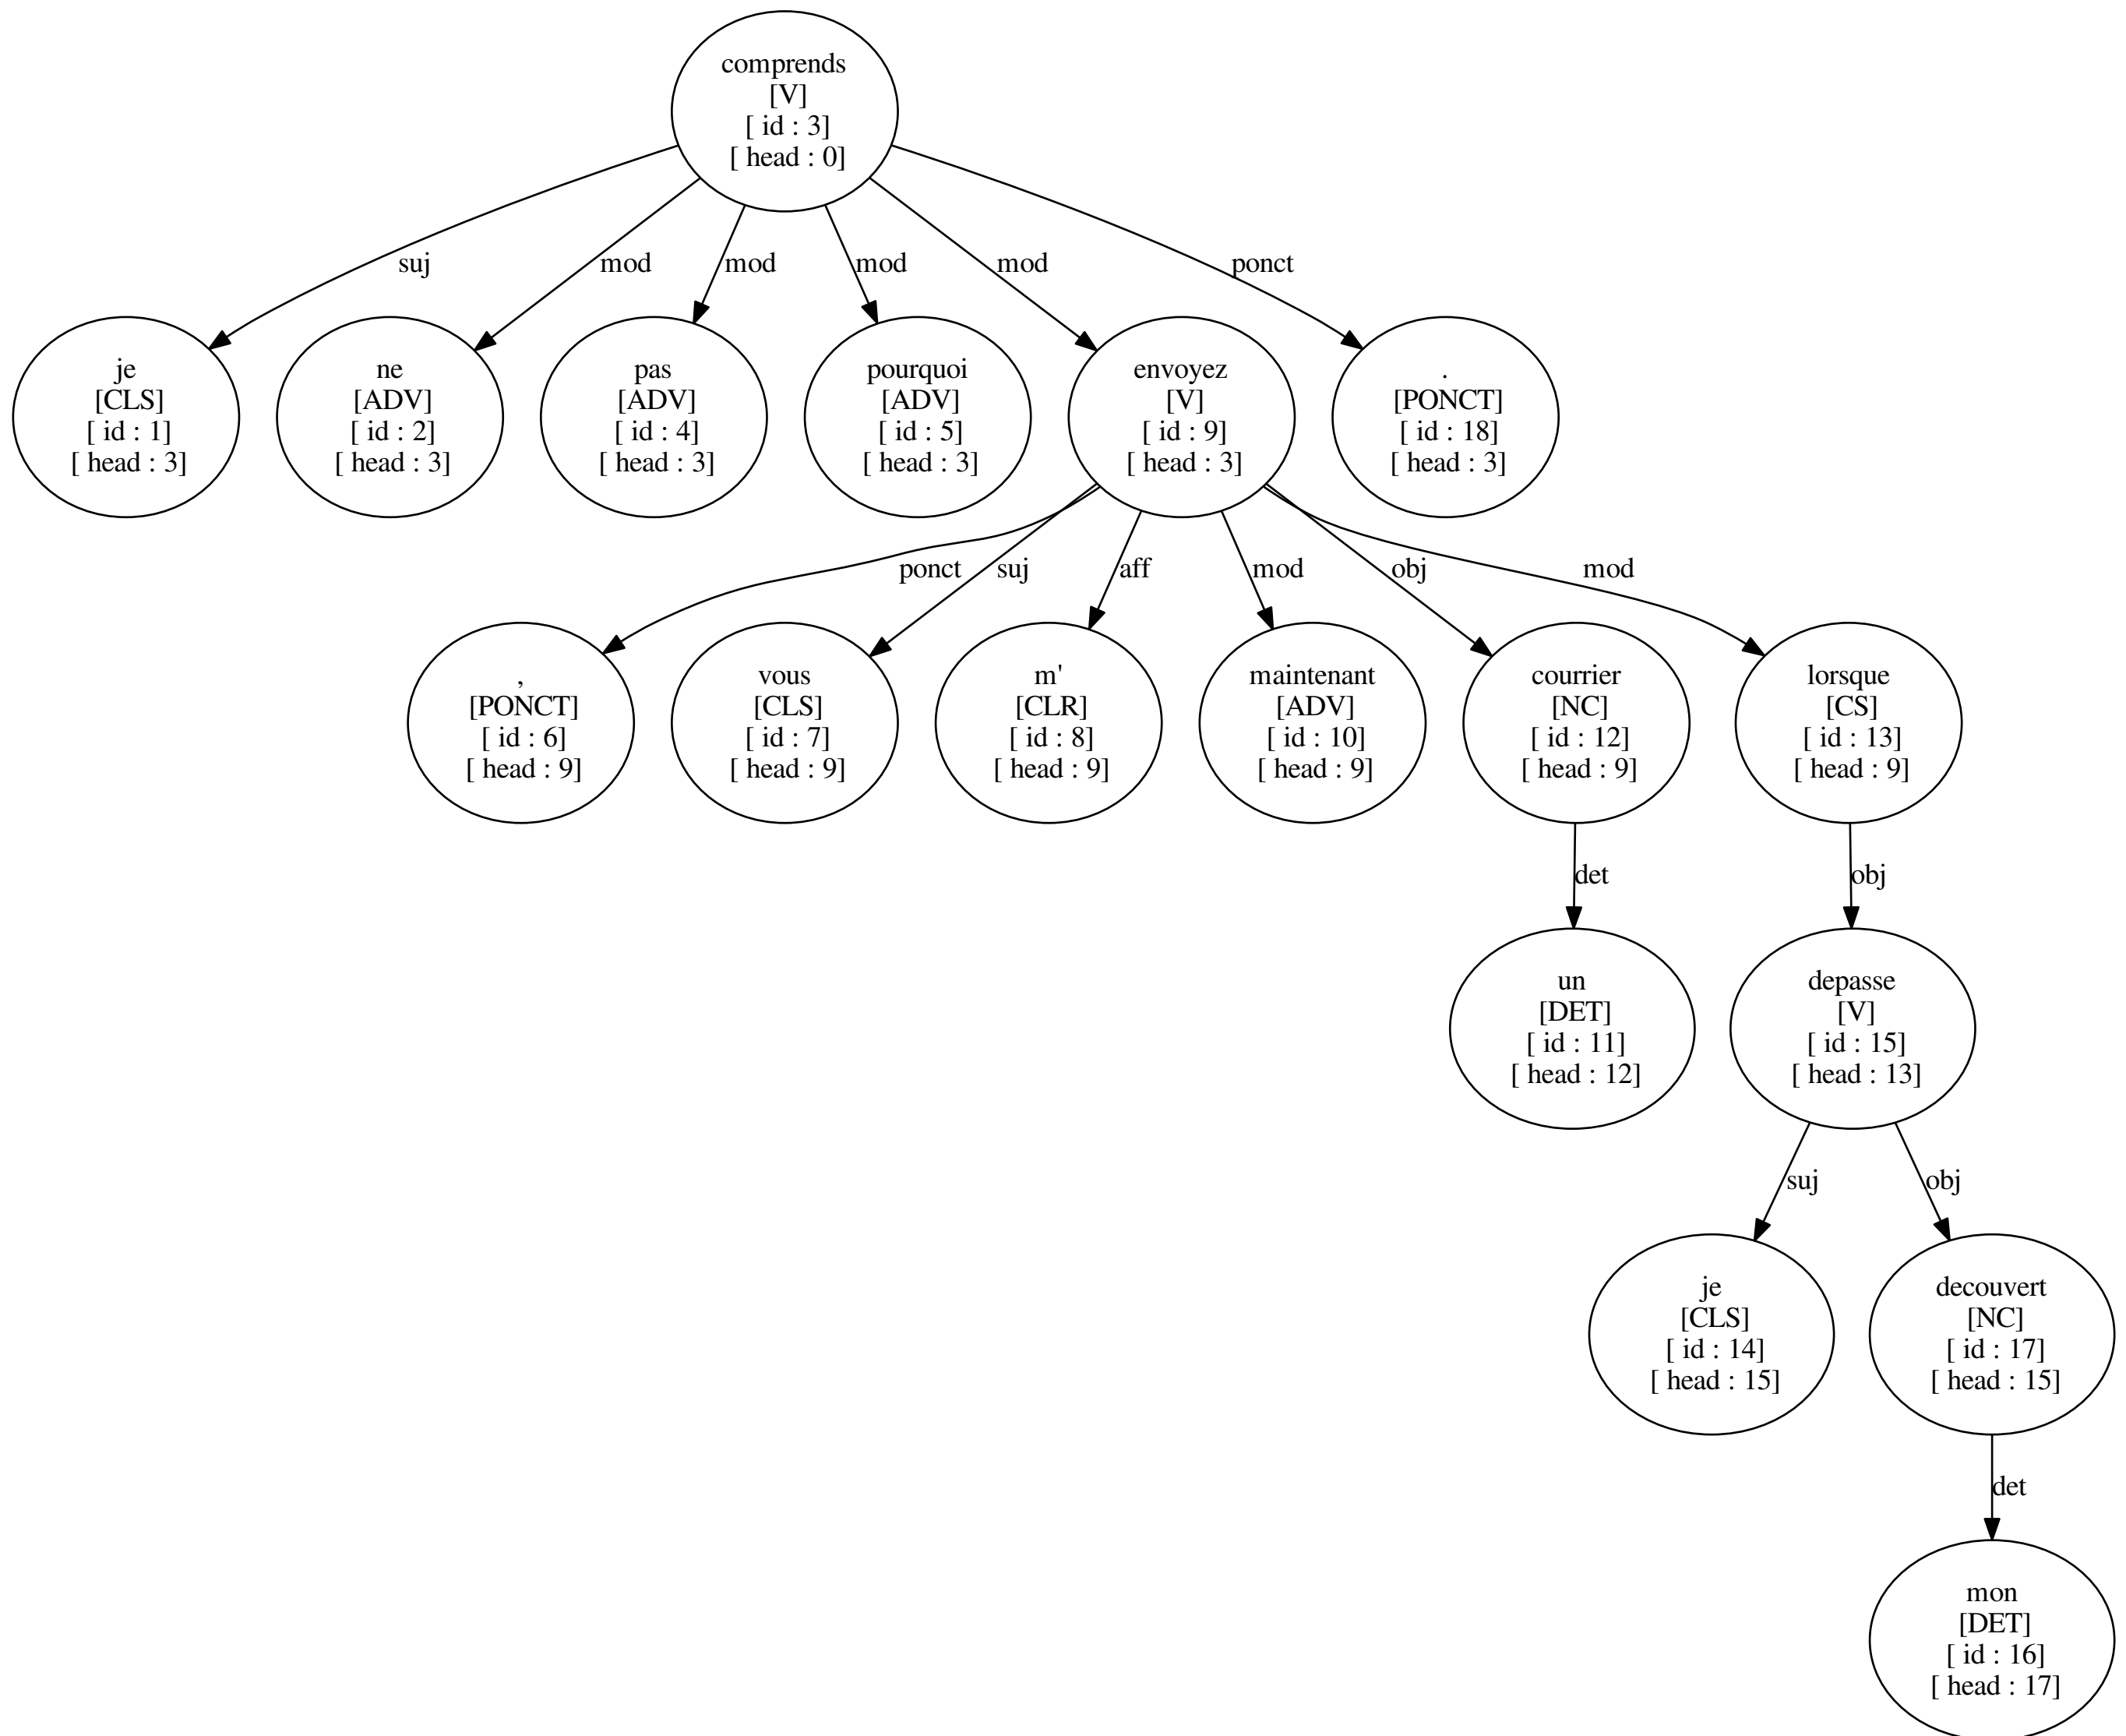 comprends
[V]
[ id : 3]
[ head : 0]
suj
mod
mod
mod
mod
ponct
je
[CLS]
[ id : 1]
[ head : 3]
ne
[ADV]
[ id : 2]
[ head : 3]
pas
[ADV]
[ id : 4]
[ head : 3]
pourquoi
[ADV]
[ id : 5]
[ head : 3]
envoyez
[V]
[ id : 9]
[ head : 3]
.
[PONCT]
[ id : 18]
[ head : 3]
ponct
suj
aff
mod
obj
mod
,
[PONCT]
[ id : 6]
[ head : 9]
vous
[CLS]
[ id : 7]
[ head : 9]
m'
[CLR]
[ id : 8]
[ head : 9]
maintenant
[ADV]
[ id : 10]
[ head : 9]
courrier
[NC]
[ id : 12]
[ head : 9]
lorsque
[CS]
[ id : 13]
[ head : 9]
det
obj
un
[DET]
[ id : 11]
[ head : 12]
depasse
[V]
[ id : 15]
[ head : 13]
suj
obj
je
[CLS]
[ id : 14]
[ head : 15]
decouvert
[NC]
[ id : 17]
[ head : 15]
det
mon
[DET]
[ id : 16]
[ head : 17]